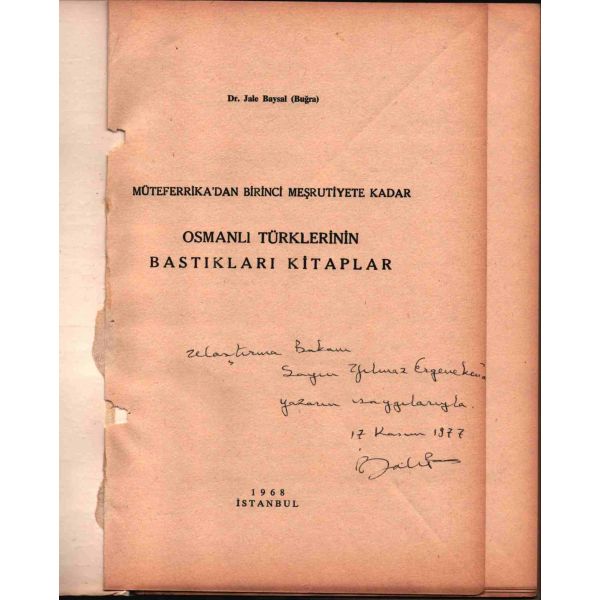 Dr. Jale Baysal (Buğra)
MÜTEFERRİKA'DAN BİRİNCİ MEŞRUTİYETE KADAR
OSMANLI TÜRKLERİNİN
BASTIKLARI KİTAPLAR
Ulaştırma Bakanı
Sayın Yılmaz Ergenekon'a
yazarın saygılarıyla.
17 Kasım 1977
1968
İSTANBUL